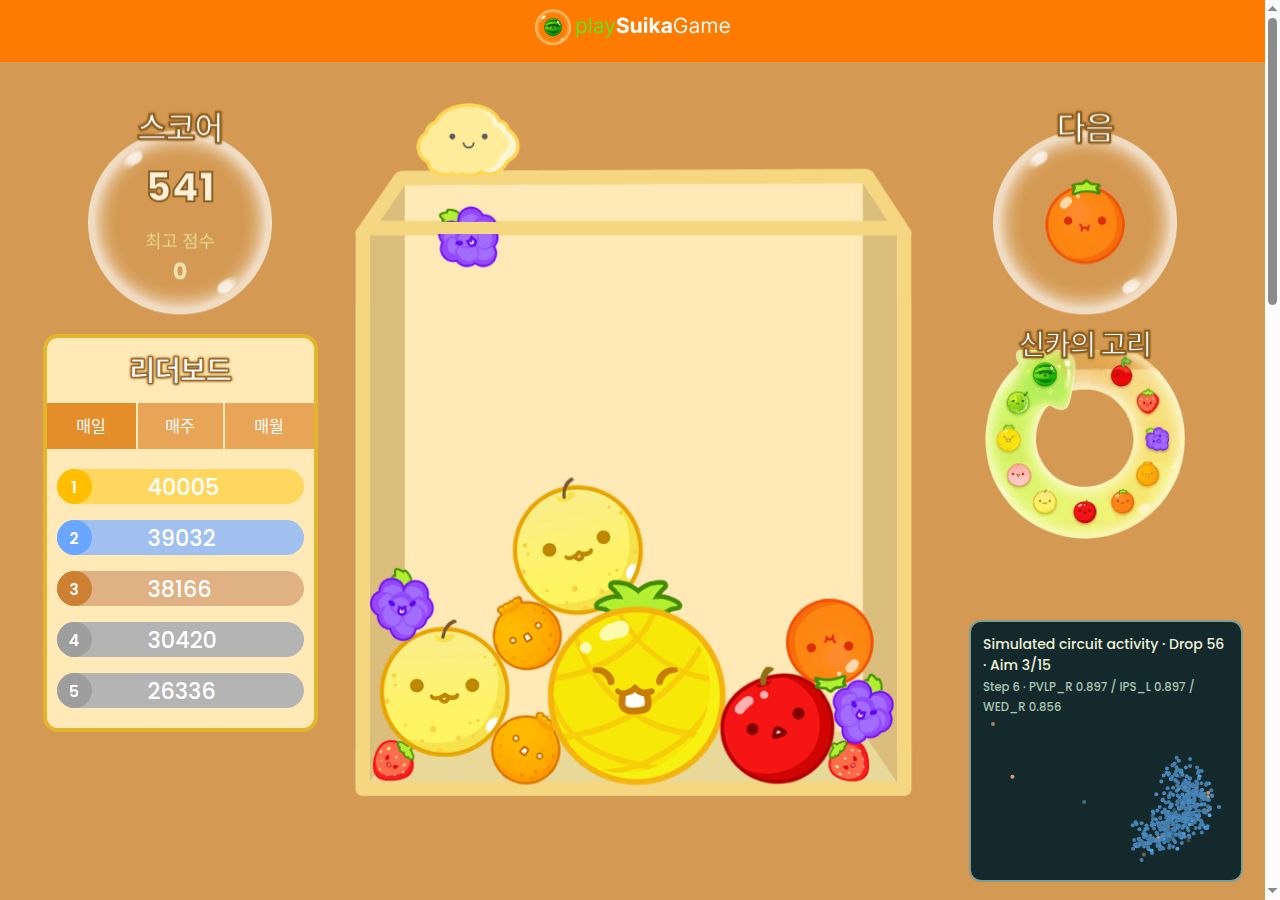 playSuikaGame
스코어
541
최고 점수
0
리더보드
매일
매주
매월
1 40005
2 39032
3 38166
4 30420
5 26336
다음
신카의 고리
Simulated circuit activity · Drop 56
· Aim 3/15
Step 6 · PVLP_R 0.897 / IPS_L 0.897 /
WED_R 0.856